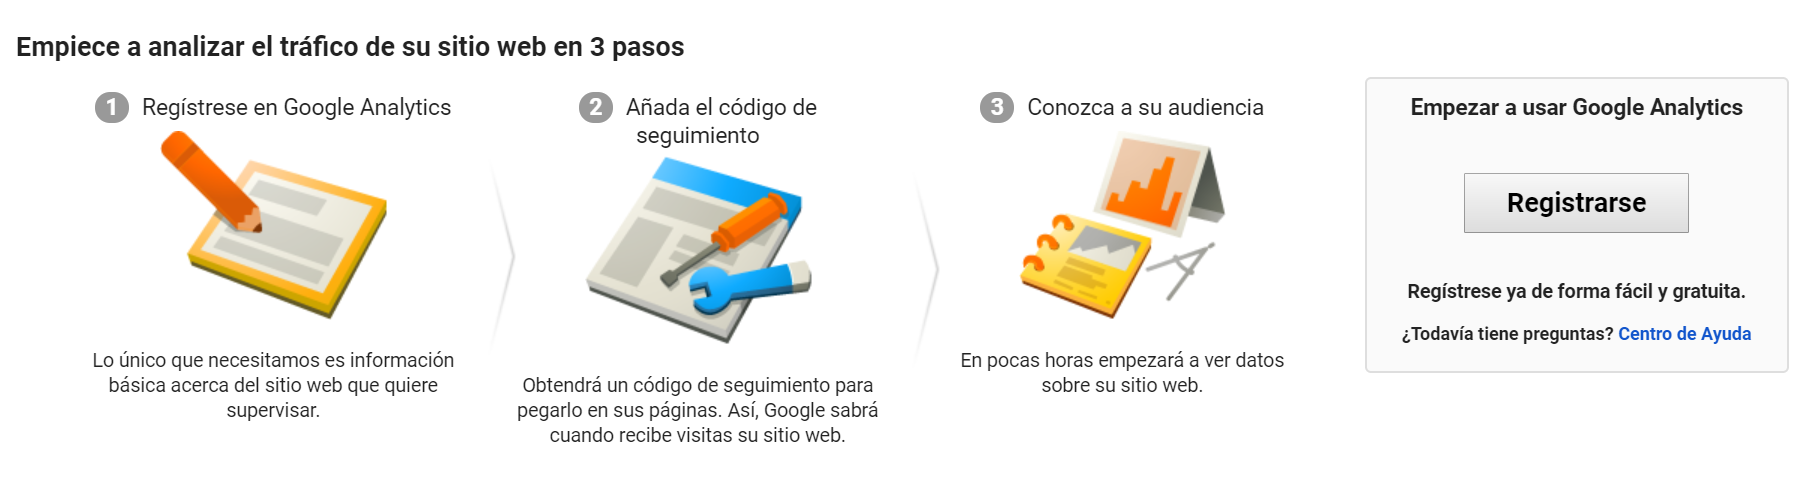 Empiece a analizar el tráfico de su sitio web en 3 pasos
1 Regístrese en Google Analytics
Lo único que necesitamos es información
básica acerca del sitio web que quiere
supervisar.
2 Añada el código de
seguimiento
Obtendrá un código de seguimiento para
pegarlo en sus páginas. Así, Google sabrá
cuando recibe visitas su sitio web.
3 Conozca a su audiencia
En pocas horas empezará a ver datos
sobre su sitio web.
Empezar a usar Google Analytics
Registrarse
Regístrese ya de forma fácil y gratuita.
¿Todavía tiene preguntas? Centro de Ayuda